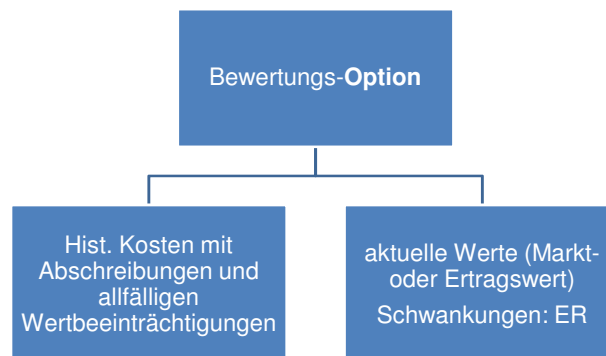 Bewertungs-Option
Hist. Kosten mit
Abschreibungen und
allfälligen
Wertbeeinträchtigungen
aktuelle Werte (Markt-
oder Ertragswert)
Schwankungen: ER